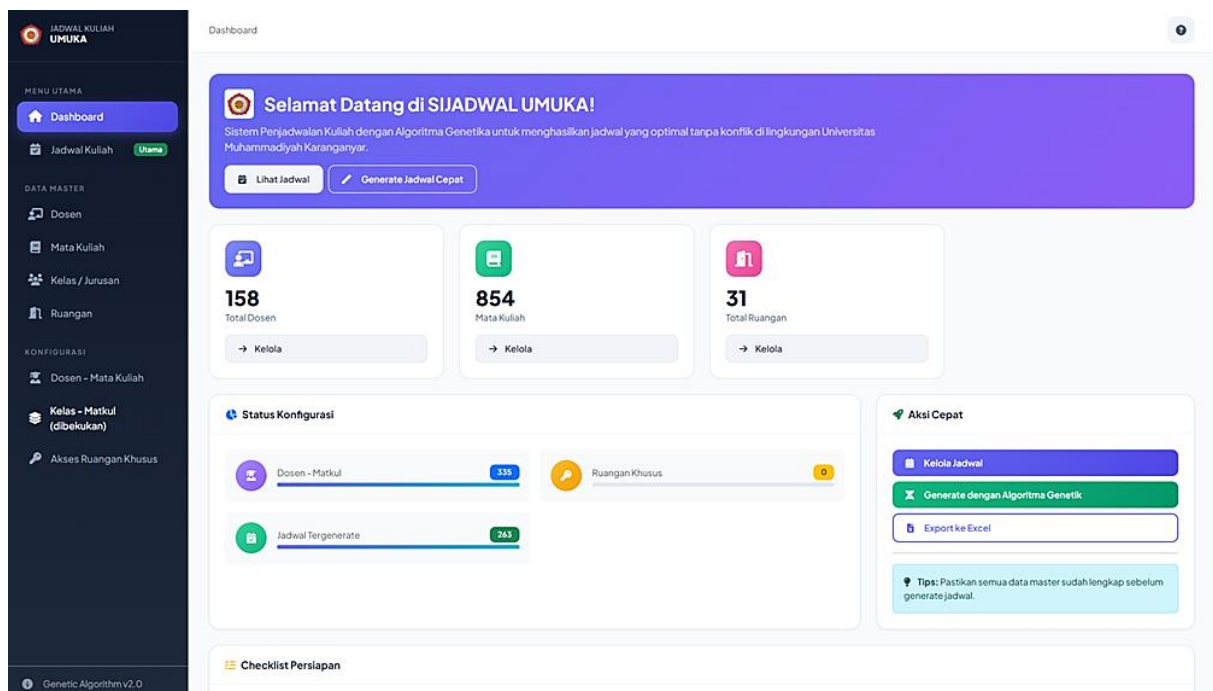 JADWAL KULIAH
UMUKA
MENU UTAMA
Dashboard
Jadwal Kuliah Utama
DATA MASTER
Dosen
Mata Kuliah
Kelas / Jurusan
Ruangan
KONFIGURASI
Dosen - Mata Kuliah
Kelas - Matkul
(dibekukan)
Akses Ruangan Khusus
Genetic Algorithm v2.0
Dashboard
Selamat Datang di SIJADWAL UMUKA!
Sistem Penjadwalan Kuliah dengan Algoritma Genetika untuk menghasilkan jadwal yang optimal tanpa konflik di lingkungan Universitas
Muhammadiyah Karanganyar.
Lihat Jadwal Generate Jadwal Cepat
158
Total Dosen
→ Kelola
854
Mata Kuliah
→ Kelola
31
Total Ruangan
→ Kelola
Status Konfigurasi
Dosen - Matkul 335
Ruangan Khusus 0
Jadwal Tergenerate 263
Aksi Cepat
Kelola Jadwal
Generate dengan Algoritma Genetik
Export ke Excel
Tips: Pastikan semua data master sudah lengkap sebelum
generate jadwal.
Checklist Persiapan